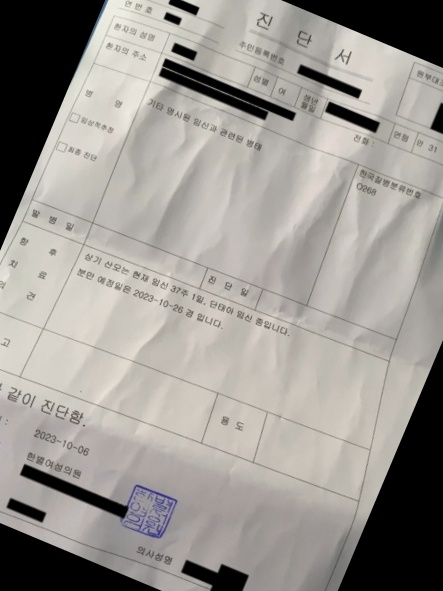 진 단 서
연 번 호
주민등록번호
원부대조
환자의 성명
성별 여 생년월일 연령 만 31
환자의 주소
전화 :
병 명
임상적추정
최종 진단
기타 명시된 임신과 관련된 병태
한국질병분류번호
O268
발 병 일
진 단 일
향 후 치 료 의 견
상기 산모는 현재 임신 37주 1일, 단태아 임신 중입니다.
분만 예정일은 2023-10-26 경 입니다.
고
용 도
같이 진단함.
2023-10-06
한별여성의원
의사성명